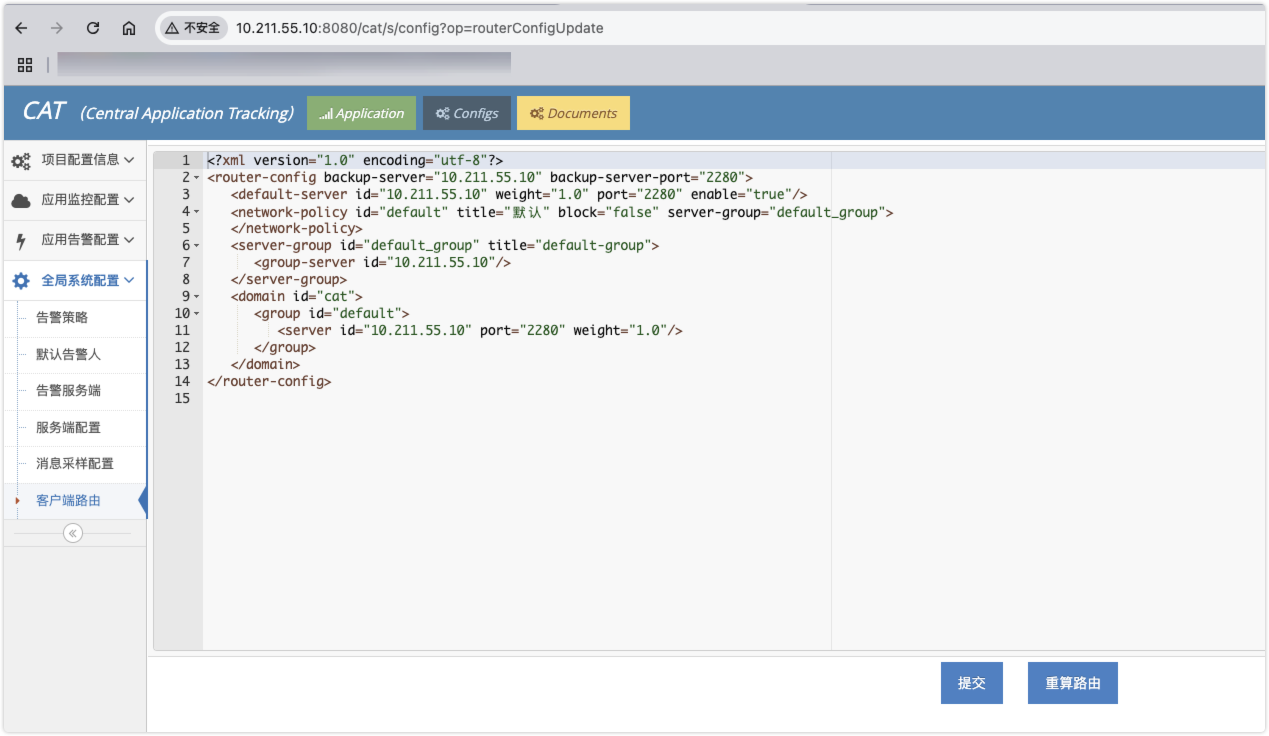 不安全 10.211.55.10:8080/cat/s/config?op=routerConfigUpdate
CAT (Central Application Tracking) Application Configs Documents
项目配置信息
应用监控配置
应用告警配置
全局系统配置
告警策略
默认告警人
告警服务端
服务端配置
消息采样配置
客户端路由
1 <?xml version="1.0" encoding="utf-8"?>
2 <router-config backup-server="10.211.55.10" backup-server-port="2280">
3 <default-server id="10.211.55.10" weight="1.0" port="2280" enable="true"/>
4 <network-policy id="default" title="默认" block="false" server-group="default_group">
5 </network-policy>
6 <server-group id="default_group" title="default-group">
7 <group-server id="10.211.55.10"/>
8 </server-group>
9 <domain id="cat">
10 <group id="default">
11 <server id="10.211.55.10" port="2280" weight="1.0"/>
12 </group>
13 </domain>
14 </router-config>
15
提交 重算路由